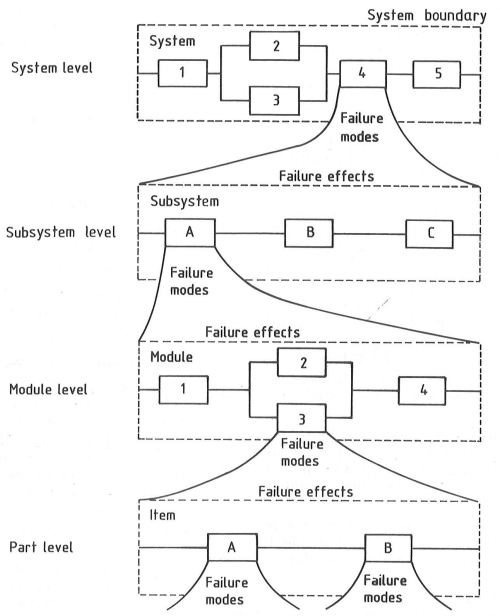 System boundary
System
System level
1
2
3
4
5
Failure
modes
Failure effects
Subsystem
Subsystem level
A
B
C
Failure
modes
Failure effects
Module
Module level
1
2
3
4
Failure
modes
Failure effects
Item
Part level
A
B
Failure
modes
Failure
modes